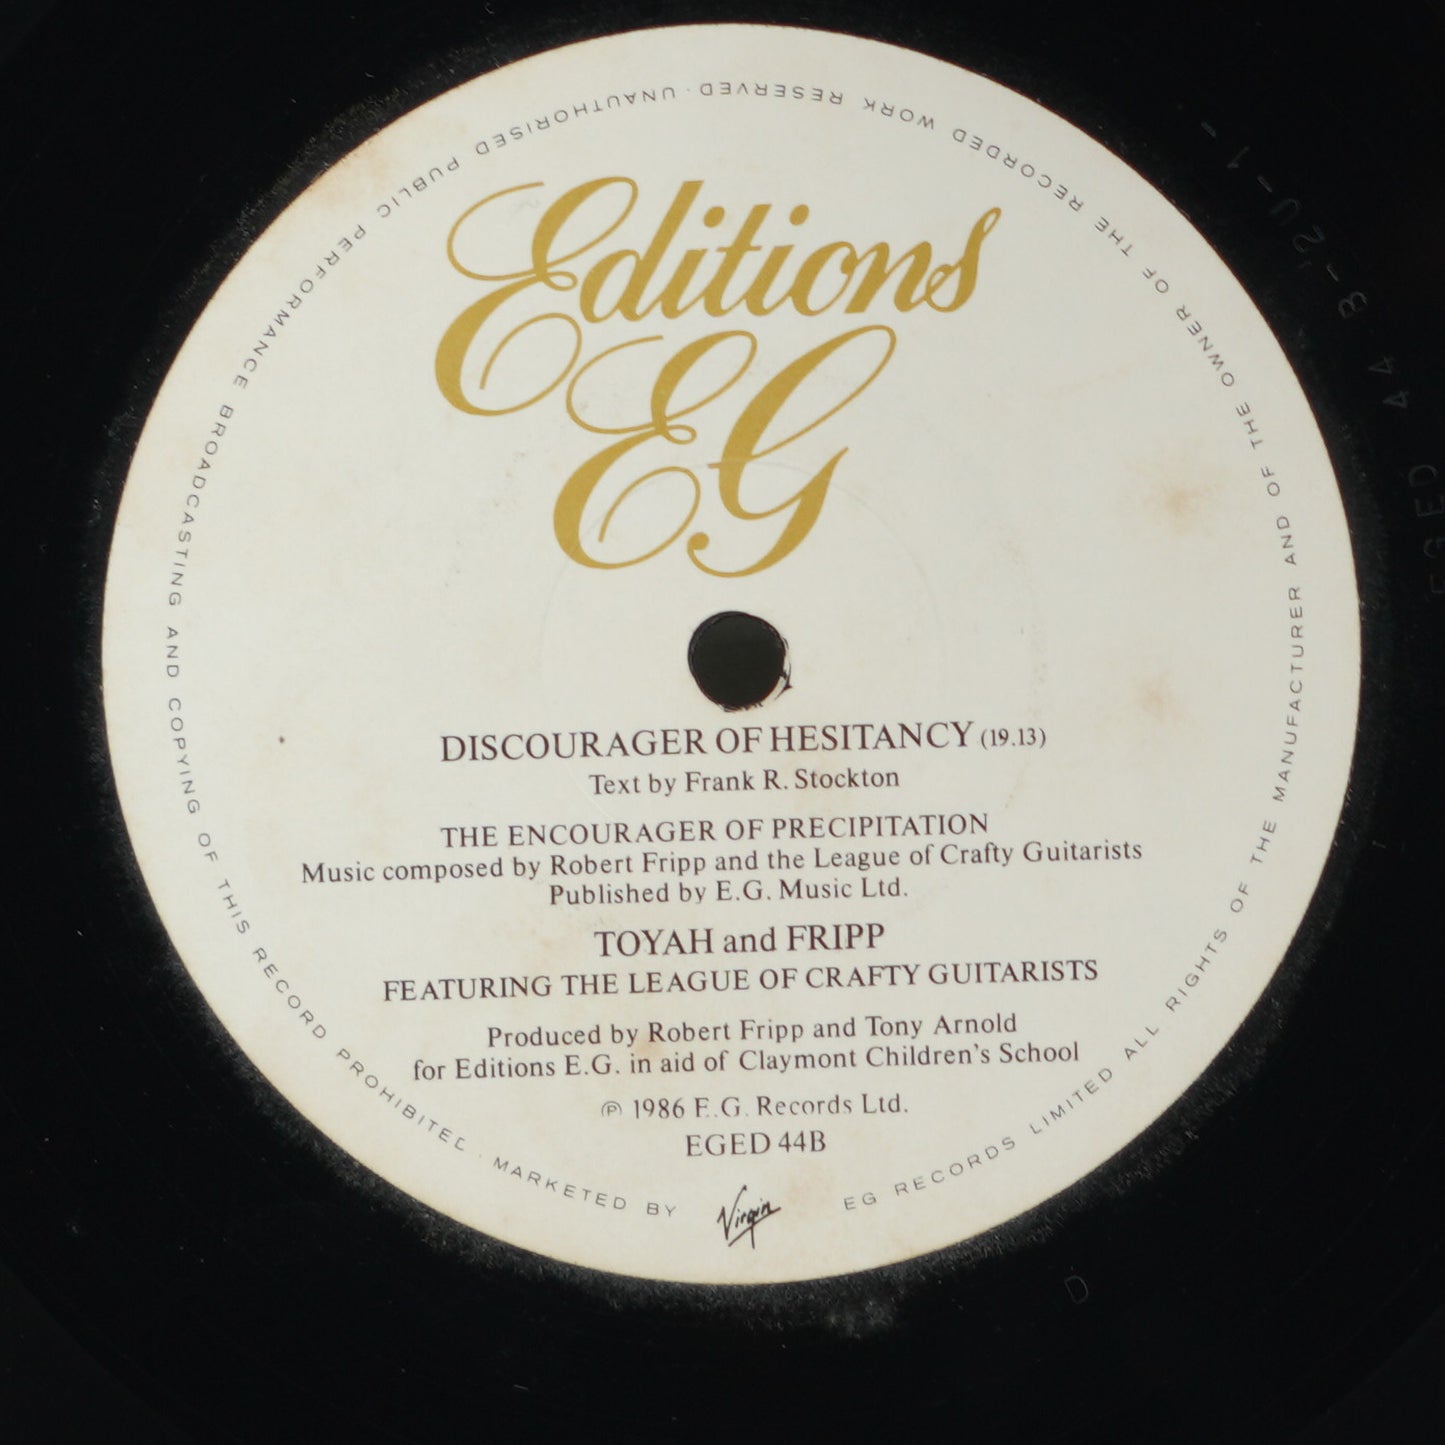 Editions
EG
DISCOURAGER OF HESITANCY (19.13)
Text by Frank R. Stockton
THE ENCOURAGER OF PRECIPITATION
Music composed by Robert Fripp and the League of Crafty Guitarists
Published by E.G. Music Ltd.
TOYAH and FRIPP
FEATURING THE LEAGUE OF CRAFTY GUITARISTS
Produced by Robert Fripp and Tony Arnold
for Editions E.G. in aid of Claymont Children's School
℗ 1986 E.G. Records Ltd.
EGED 44B
EG RECORDS LIMITED ALL RIGHTS OF THE MANUFACTURER AND OF THE OWNER OF THE RECORDED WORK RESERVED · UNAUTHORISED PUBLIC PERFORMANCE BROADCASTING AND COPYING OF THIS RECORD PROHIBITED · MARKETED BY
Virgin
EGED 44 B-2U-1-
D